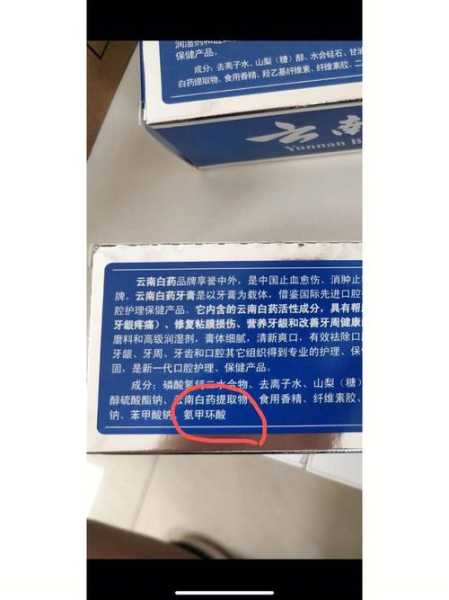 保健产品。
成分：去离子水、山梨（糖）醇、水合硅石、甘油
白药提取物、食用香精、羟乙基纤维素、纤维素胶、二
云南
Yunnan B
云南白药品牌享誉中外，是中国止血愈伤、消肿止
牌。云南白药牙膏是以牙膏为载体，借鉴国际先进口腔
腔护理保健产品。它内含的云南白药活性成分，具有帮
牙龈疼痛）、修复粘膜损伤、营养牙龈和改善牙周健康
磨料和高级润湿剂，膏体细腻，清新爽口，有效祛除口
牙龈、牙周、牙齿和口腔其它组织得到专业的护理、保
固，是新一代口腔护理、保健产品。
成分：磷酸氢钙二水合物、去离子水、山梨（糖）
醇硫酸酯钠、云南白药提取物、食用香精、纤维素胶、
钠、苯甲酸钠、氨甲环酸